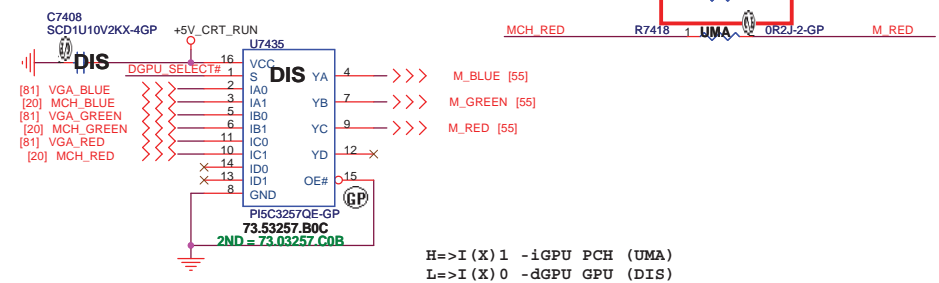 C7408
SCD1U10V2KX-4GP +5V_CRT_RUN
DIS
U7435
DGPU_SELECT#
DIS
16 VCC
1 S YA 4 M_BLUE [55]
[81] VGA_BLUE 2 IA0
[20] MCH_BLUE 3 IA1 YB 7 M_GREEN [55]
[81] VGA_GREEN 5 IB0
[20] MCH_GREEN 6 IB1 YC 9 M_RED [55]
[81] VGA_RED 11 IC0
[20] MCH_RED 10 IC1 YD 12
14 ID0
13 ID1 OE# 15
8 GND
GP
PI5C3257QE-GP
73.53257.B0C
2ND = 73.03257.C0B
MCH_RED R7418 1 UMA 0R2J-2-GP M_RED
H=>I(X)1 -iGPU PCH (UMA)
L=>I(X)0 -dGPU GPU (DIS)